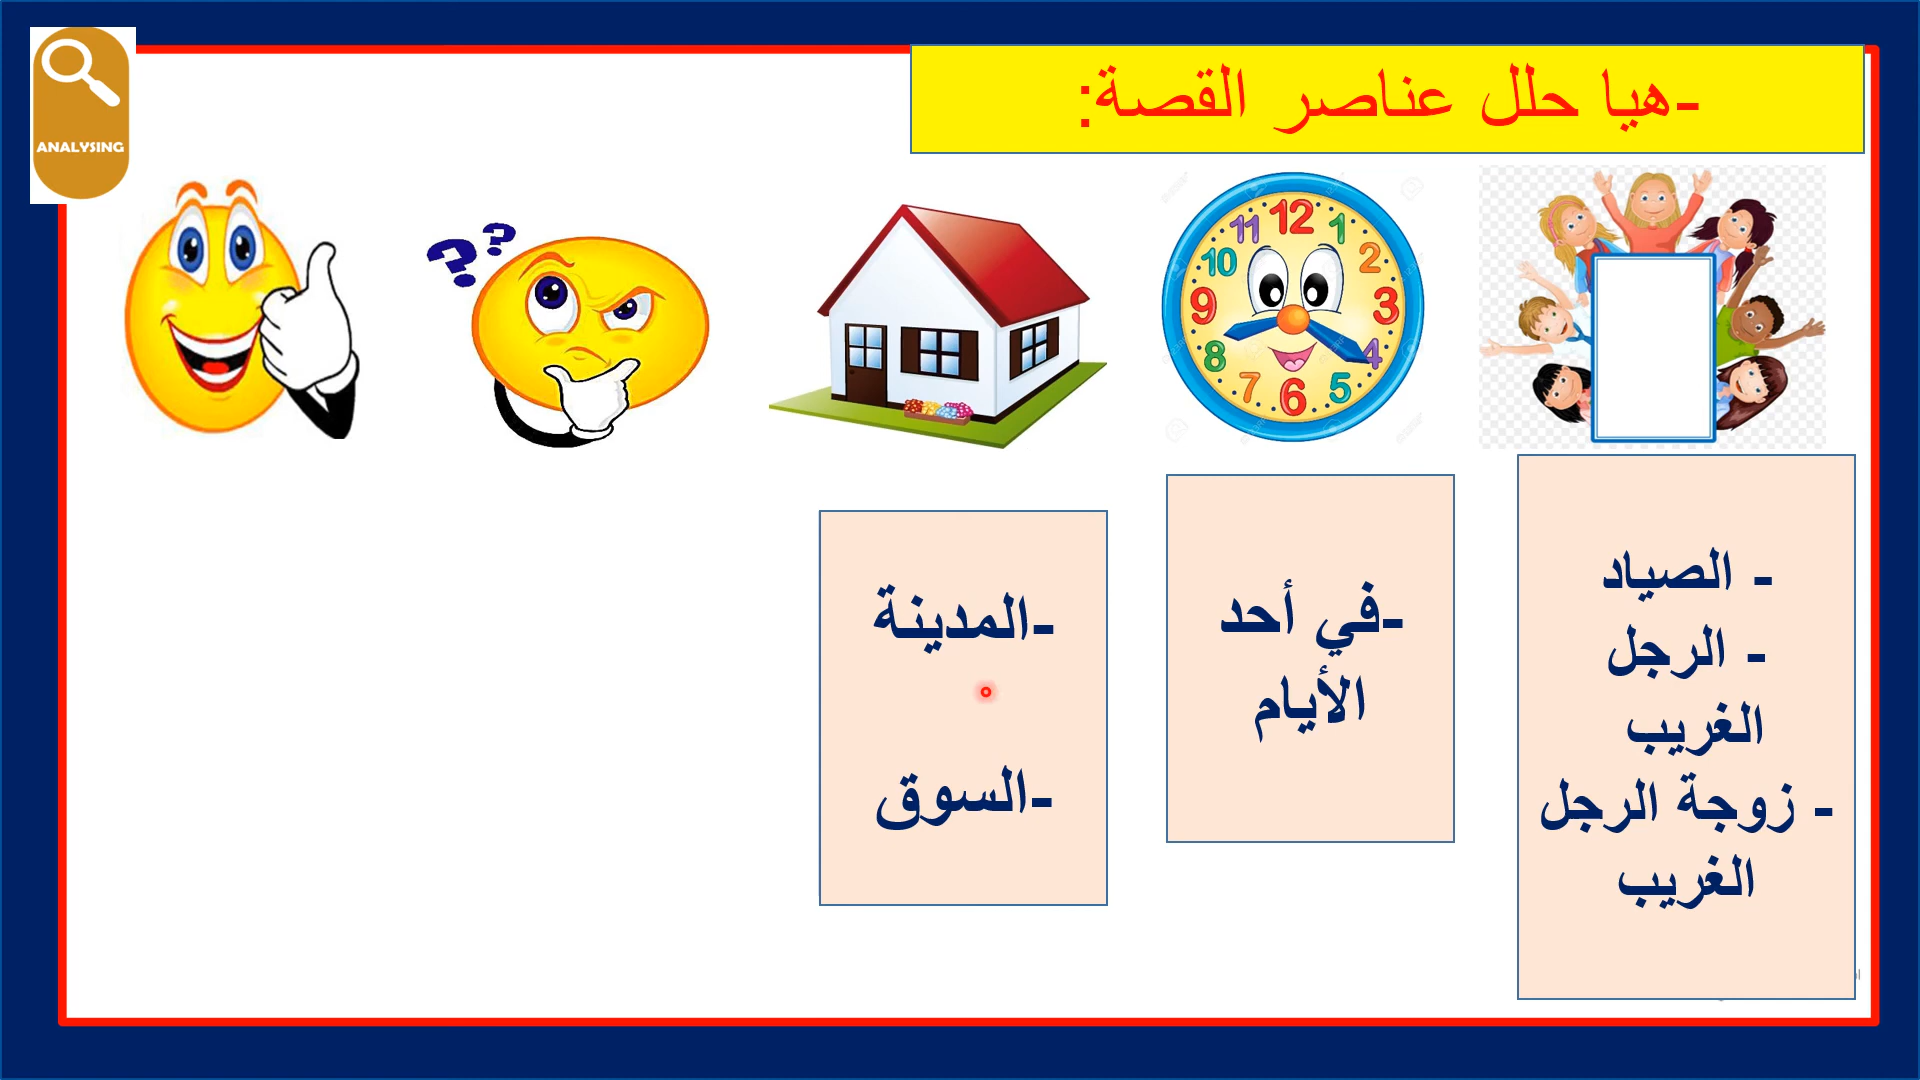 ANALYSING
-هيا حلل عناصر القصة:
12
11
1
10
2
9
3
8
4
7
5
6
? ?
- الصياد
- الرجل
الغريب
- زوجة الرجل
الغريب
-في أحد
الأيام
-المدينة
-السوق